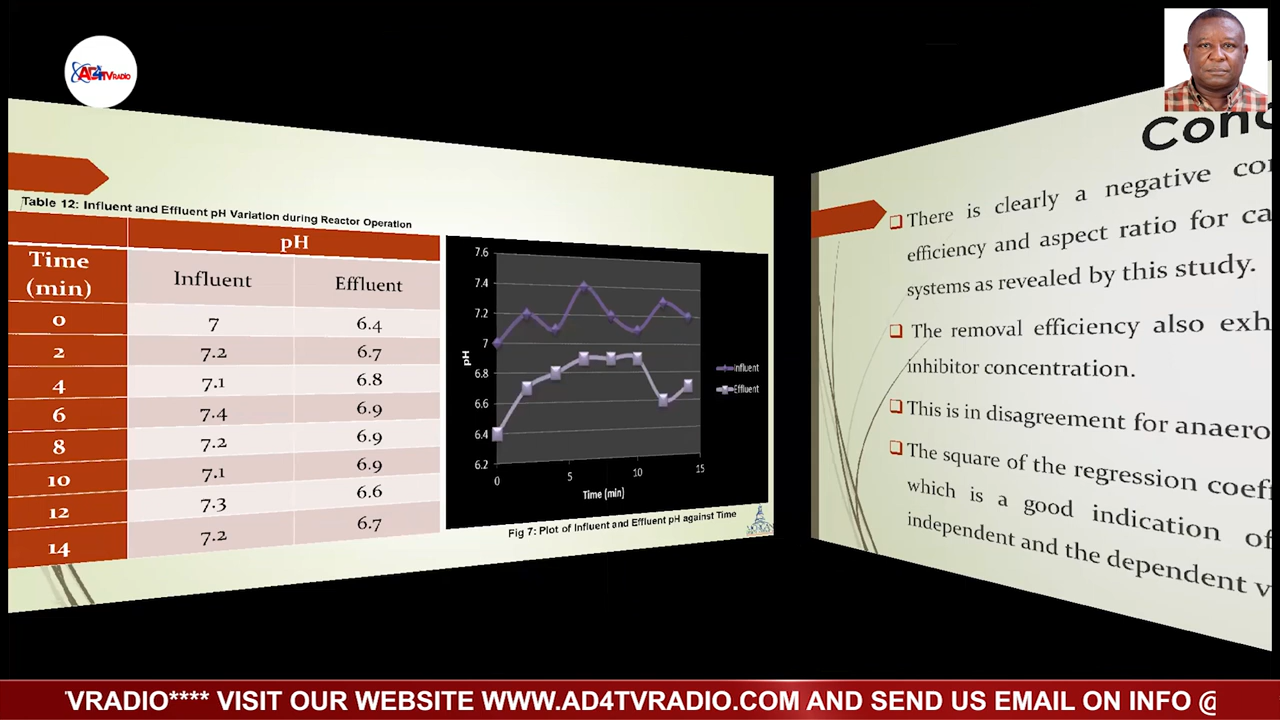 AD4TVRADIO
Table 12: Influent and Effluent pH Variation during Reactor Operation
pH
Time (min) Influent Effluent
0 7 6.4
2 7.2 6.7
4 7.1 6.8
6 7.4 6.9
8 7.2 6.9
10 7.1 6.9
12 7.3 6.6
14 7.2 6.7
7.6
7.4
7.2
7
6.8
6.6
6.4
6.2
pH
0 5 10 15
Time (min)
Influent
Effluent
Fig 7: Plot of Influent and Effluent pH against Time
Conc
There is clearly a negative cor
efficiency and aspect ratio for ca
systems as revealed by this study.
The removal efficiency also exh
inhibitor concentration.
This is in disagreement for anaero
The square of the regression coeff
which is a good indication of
independent and the dependent v
VRADIO**** VISIT OUR WEBSITE WWW.AD4TVRADIO.COM AND SEND US EMAIL ON INFO @